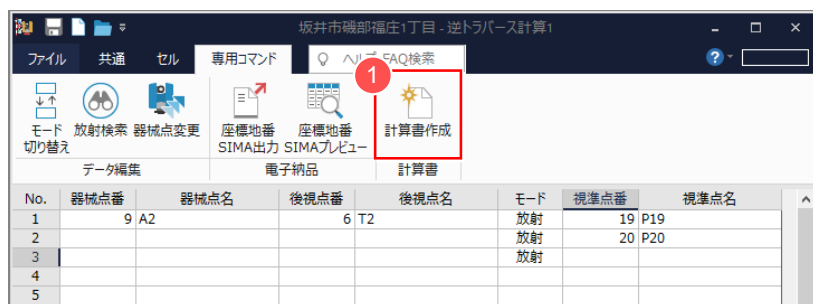 坂井市磯部福庄1丁目 - 逆トラバース計算1
ファイル 共通 セル 専用コマンド ヘルプ FAQ検索
1
モード切り替え
放射検索
器械点変更
座標地番
SIMA出力
座標地番
SIMAプレビュー
計算書作成
データ編集 電子納品 計算書
No. 器械点番 器械点名 後視点番 後視点名 モード 視準点番 視準点名
1 9 A2 6 T2 放射 19 P19
2 放射 20 P20
3 放射
4
5